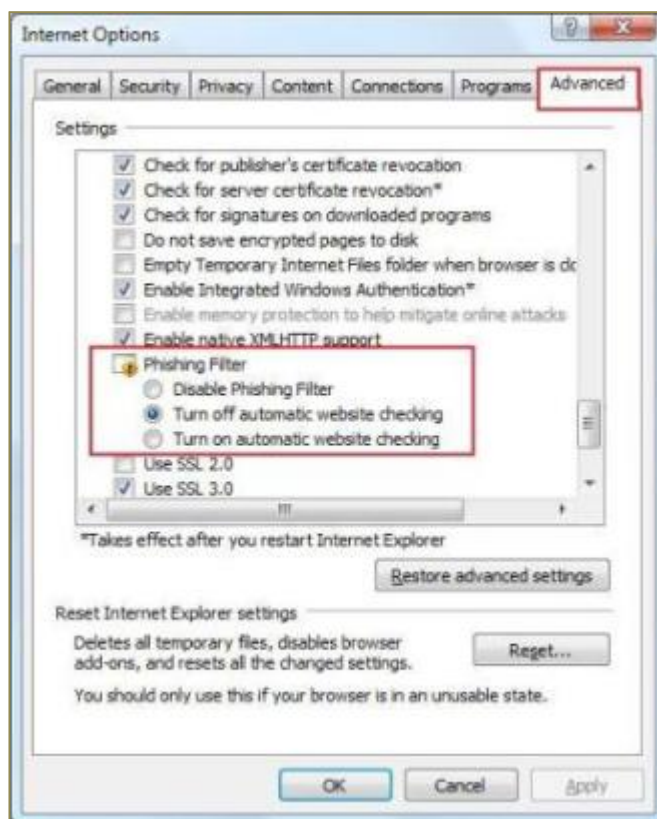 Internet Options
General Security Privacy Content Connections Programs Advanced
Settings
Check for publisher's certificate revocation
Check for server certificate revocation*
Check for signatures on downloaded programs
Do not save encrypted pages to disk
Empty Temporary Internet Files folder when browser is clo
Enable Integrated Windows Authentication*
Enable memory protection to help mitigate online attacks
Enable native XMLHTTP support
Phishing Filter
Disable Phishing Filter
Turn off automatic website checking
Turn on automatic website checking
Use SSL 2.0
Use SSL 3.0
*Takes effect after you restart Internet Explorer
Restore advanced settings
Reset Internet Explorer settings
Deletes all temporary files, disables browser
add-ons, and resets all the changed settings.
Reset...
You should only use this if your browser is in an unusable state.
OK Cancel Apply